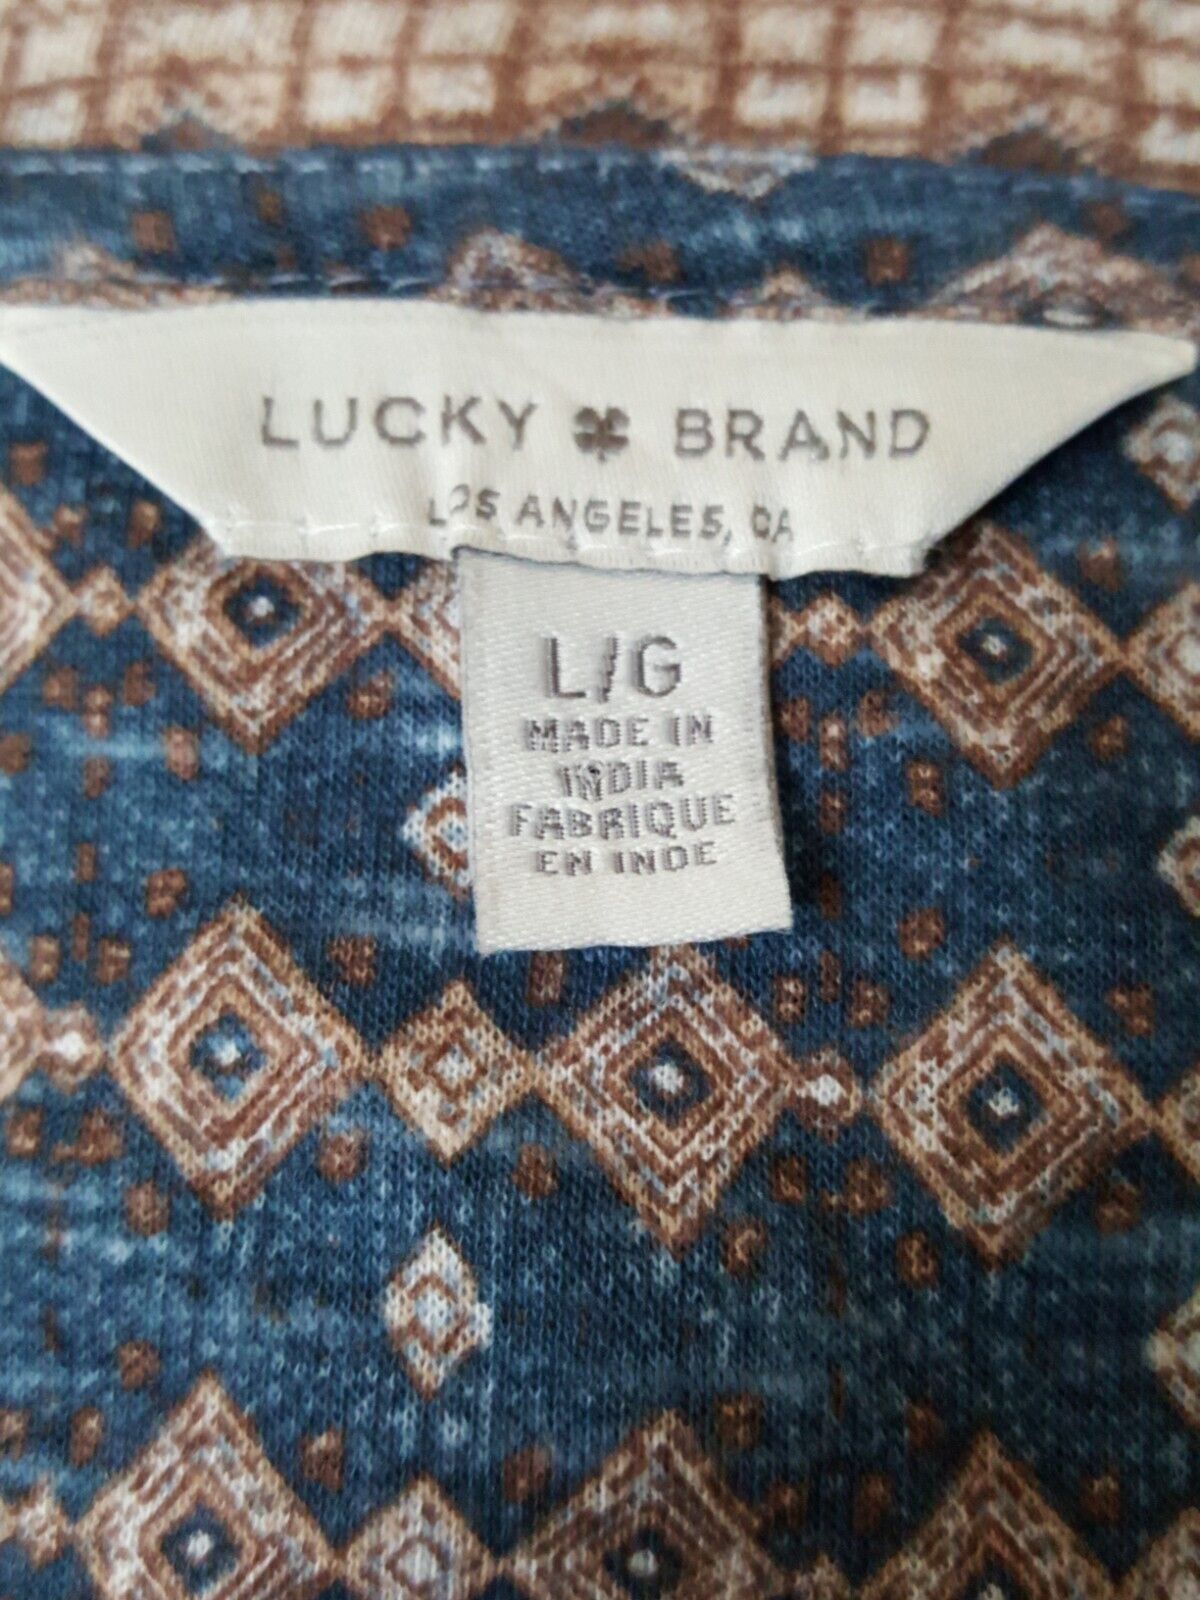 LUCKY BRAND
LOS ANGELES, CA
L/G
MADE IN
INDIA
FABRIQUE
EN INDE